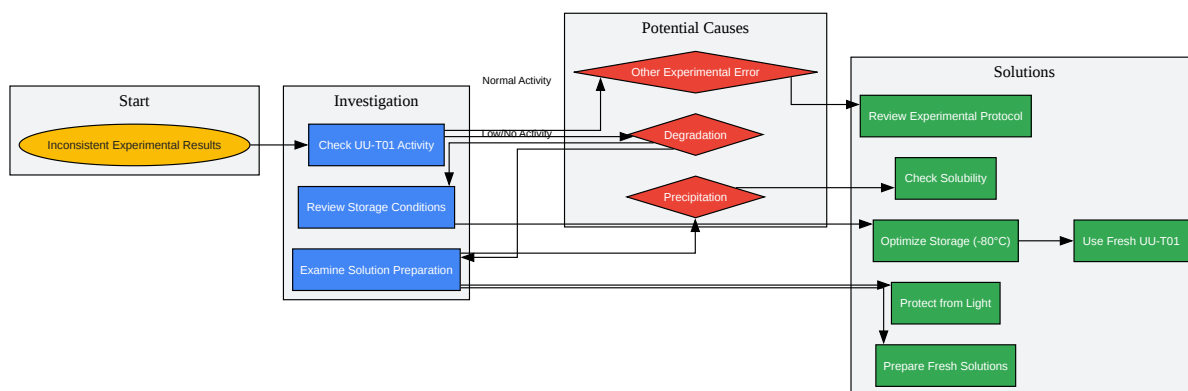 Start
Inconsistent Experimental Results
Investigation
Check UU-T01 Activity
Review Storage Conditions
Examine Solution Preparation
Normal Activity
Low/No Activity
Potential Causes
Other Experimental Error
Degradation
Precipitation
Solutions
Review Experimental Protocol
Check Solubility
Optimize Storage (-80°C)
Use Fresh UU-T01
Protect from Light
Prepare Fresh Solutions